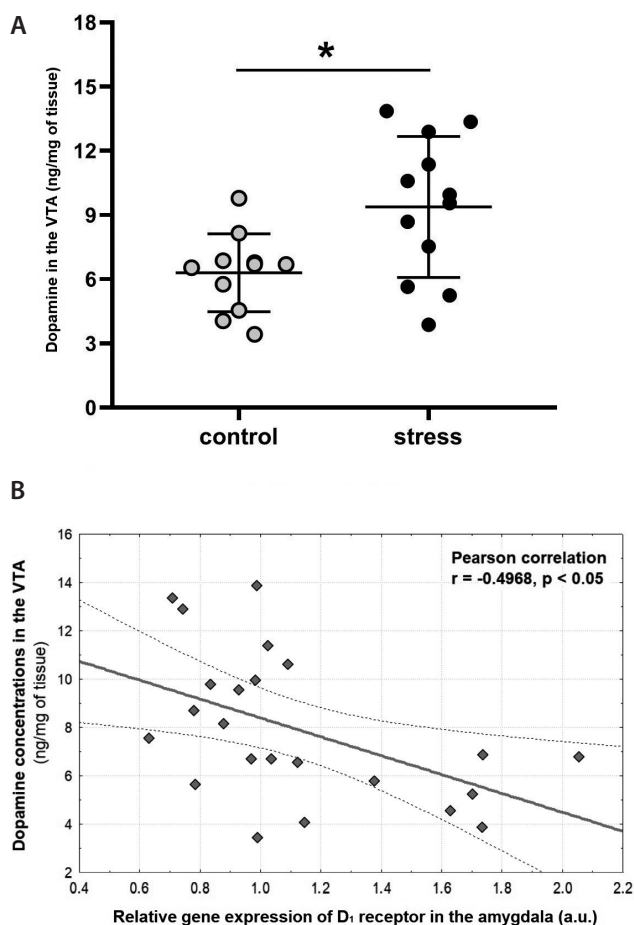 A
Dopamine in the VTA (ng/mg of tissue)
18
15
12
9
6
3
0
*
control
stress
B
Dopamine concentrations in the VTA
(ng/mg of tissue)
16
14
12
10
8
6
4
2
Pearson correlation
r = -0.4968, p < 0.05
0.4 0.6 0.8 1.0 1.2 1.4 1.6 1.8 2.0 2.2
Relative gene expression of D₁ receptor in the amygdala (a.u.)